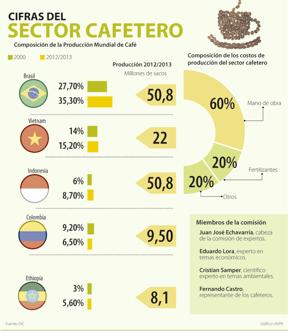 CIFRAS DEL
SECTOR CAFETERO
Composición de la Producción Mundial de Café
2000
2012/2013
Producción 2012/2013
Millones de sacos
Brasil
27,70%
35,30%
50,8
Vietnam
14%
15,20%
22
Indonesia
6%
8,70%
50,8
Colombia
9,20%
6,50%
9,50
Ethiopia
3%
5,60%
8,1
Composición de los costos de
producción del sector cafetero
60%
Mano de obra
20%
Fertilizantes
20%
Otros
Miembros de la comisión
Juan José Echavarría, cabeza
de la comisión de expertos.
Eduardo Lora, experto en
temas económicos.
Cristian Samper, científico
experto en temas ambientales.
Fernando Castro,
representante de los cafeteros.